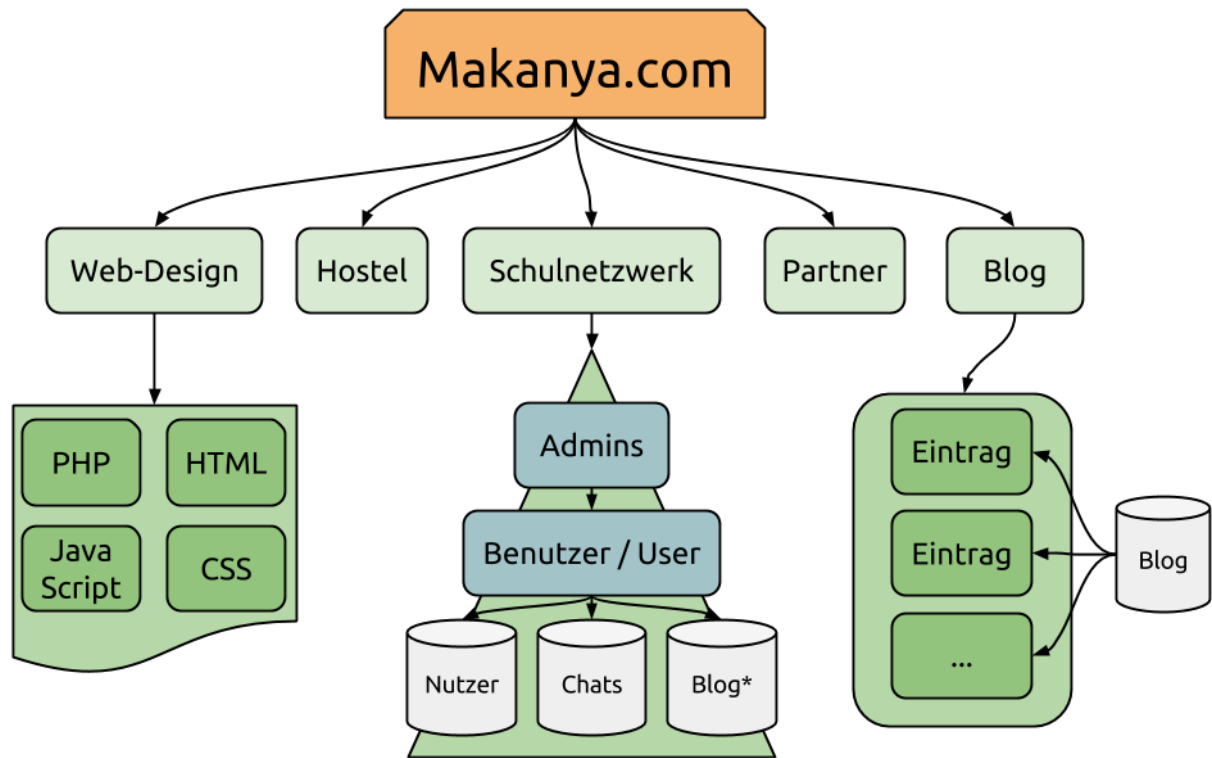 Makanya.com
Web-Design
Hostel
Schulnetzwerk
Partner
Blog
PHP
HTML
Java
Script
CSS
Admins
Benutzer / User
Nutzer
Chats
Blog*
Eintrag
Eintrag
...
Blog